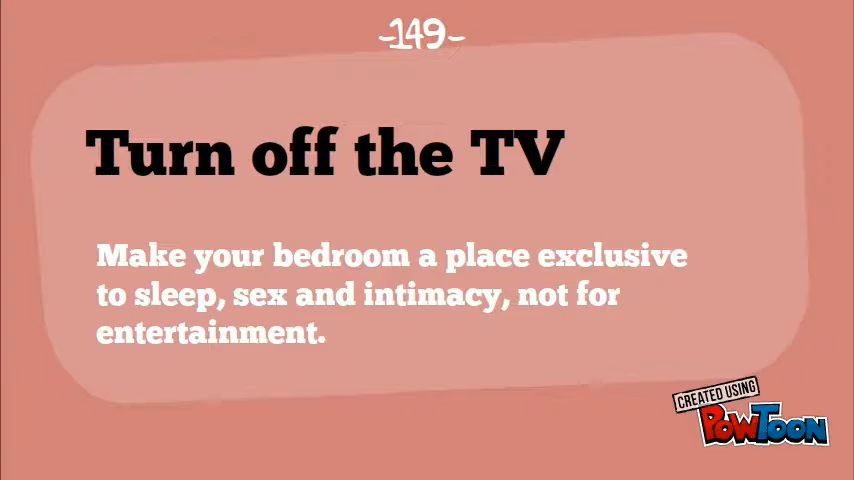 -149-
Turn off the TV
Make your bedroom a place exclusive
to sleep, sex and intimacy, not for
entertainment.
CREATED USING
POWTOON